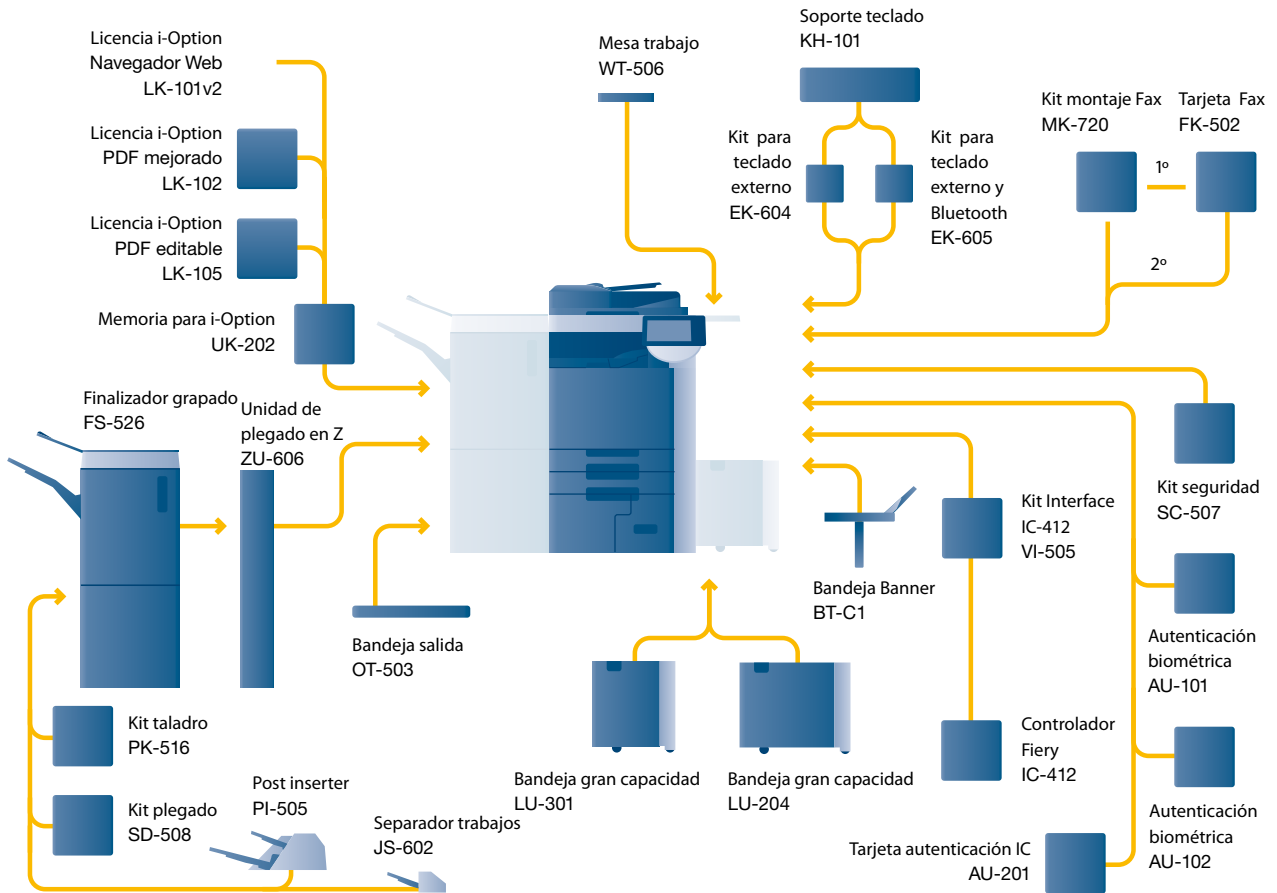 Licencia i-Option
Navegador Web
LK-101v2
Licencia i-Option
PDF mejorado
LK-102
Licencia i-Option
PDF editable
LK-105
Memoria para i-Option
UK-202
Mesa trabajo
WT-506
Soporte teclado
KH-101
Kit para
teclado
externo
EK-604
Kit para
teclado
externo y
Bluetooth
EK-605
Kit montaje Fax
MK-720
Tarjeta Fax
FK-502
1º
2º
Finalizador grapado
FS-526
Unidad de
plegado en Z
ZU-606
Bandeja salida
OT-503
Kit taladro
PK-516
Kit plegado
SD-508
Post inserter
PI-505
Separador trabajos
JS-602
Bandeja gran capacidad
LU-301
Bandeja gran capacidad
LU-204
Bandeja Banner
BT-C1
Kit Interface
IC-412
VI-505
Controlador
Fiery
IC-412
Kit seguridad
SC-507
Autenticación
biométrica
AU-101
Autenticación
biométrica
AU-102
Tarjeta autenticación IC
AU-201